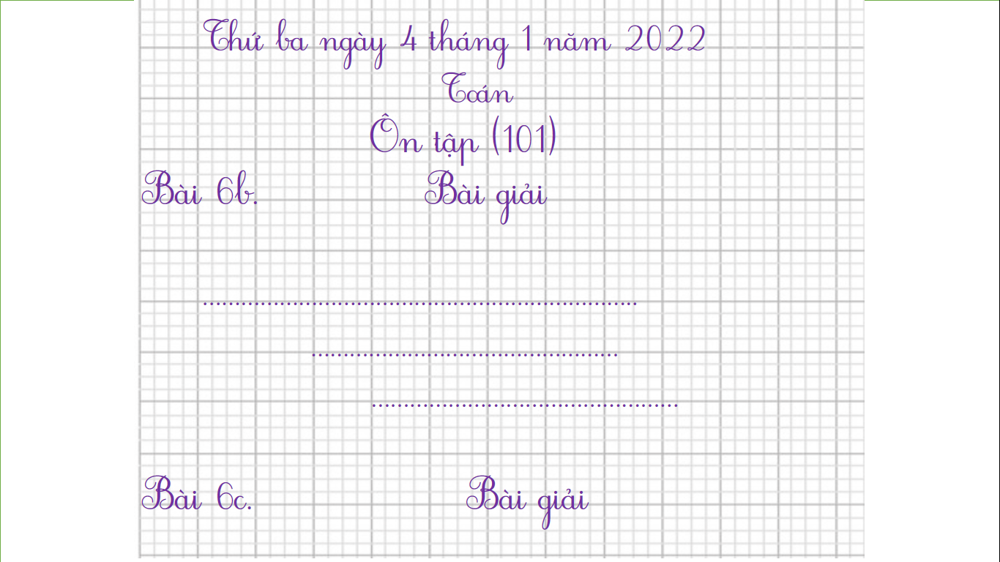 Thứ ba ngày 4 tháng 1 năm 2022
Toán
Ôn tập (101)
Bài 6b. Bài giải
....................................................................
................................................
................................................
Bài 6c. Bài giải